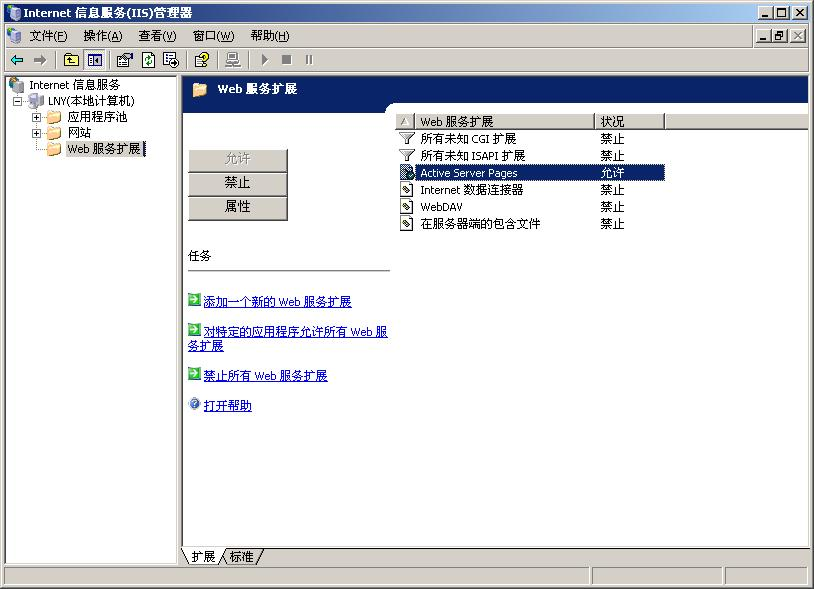 Internet 信息服务(IIS)管理器
文件(F) 操作(A) 查看(V) 窗口(W) 帮助(H)
Internet 信息服务
LNY(本地计算机)
应用程序池
网站
Web 服务扩展
Web 服务扩展
允许
禁止
属性
任务
添加一个新的 Web 服务扩展
对特定的应用程序允许所有 Web 服
务扩展
禁止所有 Web 服务扩展
打开帮助
Web 服务扩展 状况
所有未知 CGI 扩展 禁止
所有未知 ISAPI 扩展 禁止
Active Server Pages 允许
Internet 数据连接器 禁止
WebDAV 禁止
在服务器端的包含文件 禁止
扩展 标准